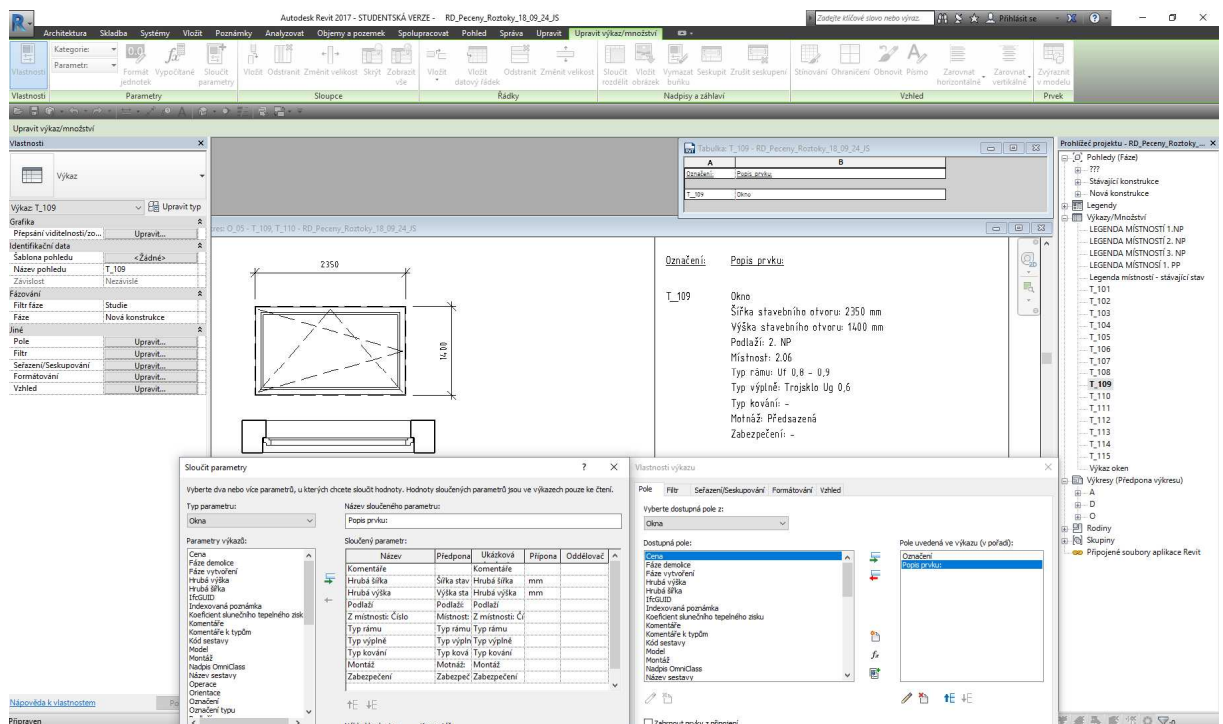 Autodesk Revit 2017 - STUDENTSKÁ VERZE - RD_Peceny_Roztoky_18_09_24_JS
Zadejte klíčové slovo nebo výraz.
Přihlásit se
Architektura Skladba Systémy Vložit Poznámky Analyzovat Objemy a pozemek Spolupracovat Pohled Správa Upravit Upravit výkaz/množství
Vlastnosti
Kategorie:
Parametr:
Formát jednotek
Vypočítané
Sloučit parametry
Vložit Odstranit Změnit velikost Skrýt Zobrazit vše
Vložit
Vložit datový řádek
Odstranit Změnit velikost
Sloučit rozdělit
Vložit obrázek
Vymazat buňku
Seskupit Zrušit seskupení
Stínování Ohraničení Obnovit Písmo
Zarovnat horizontálně
Zarovnat vertikálně
Zvýraznit v modelu
Vlastnosti Parametry Sloupce Řádky Nadpisy a záhlaví Vzhled Prvek
Upravit výkaz/množství
Vlastnosti
Výkaz
Výkaz: T_109
Upravit typ
Grafika
Přepsání viditelnosti/zo... Upravit...
Identifikační data
Šablona pohledu <Žádné>
Název pohledu T_109
Závislost Nezávislé
Fázování
Filtr fáze Studie
Fáze Nová konstrukce
Jiné
Pole Upravit...
Filtr Upravit...
Seřazení/Seskupování Upravit...
Formátování Upravit...
Vzhled Upravit...
Nápověda k vlastnostem
Připraven
Tabulka: T_109 - RD_Peceny_Roztoky_18_09_24_JS
A B
Označení: Popis prvku:
T_109 Okno
res: O_05 - T_109, T_110 - RD_Peceny_Roztoky_18_09_24_JS
2350
1400
Označení: Popis prvku:
T_109 Okno
Šířka stavebního otvoru: 2350 mm
Výška stavebního otvoru: 1400 mm
Podlaží: 2. NP
Místnost: 2.06
Typ rámu: Uf 0,8 - 0,9
Typ výplně: Trojsklo Ug 0,6
Typ kování: -
Motnáž: Předsazená
Zabezpečení: -
Prohlížeč projektu - RD_Peceny_Roztoky_...
Pohledy (Fáze)
???
Stávající konstrukce
Nová konstrukce
Legendy
Výkazy/Množství
LEGENDA MÍSTNOSTÍ 1.NP
LEGENDA MÍSTNOSTÍ 2. NP
LEGENDA MÍSTNOSTÍ 3. NP
LEGENDA MÍSTNOSÍ 1. PP
Legenda místností - stávající stav
T_101
T_102
T_103
T_104
T_105
T_106
T_107
T_108
T_109
T_110
T_111
T_112
T_113
T_114
T_115
Výkaz oken
Výkresy (Předpona výkresu)
A
D
O
Rodiny
Skupiny
Připojené soubory aplikace Revit
Sloučit parametry
Vyberte dva nebo více parametrů, u kterých chcete sloučit hodnoty. Hodnoty sloučených parametrů jsou ve výkazech pouze ke čtení.
Typ parametru:
Okna
Název sloučeného parametru:
Popis prvku:
Parametry výkazů:
Cena
Fáze demolice
Fáze vytvoření
Hrubá výška
Hrubá šířka
IfcGUID
Indexovaná poznámka
Koeficient slunečního tepelného zisk
Komentáře
Komentáře k typům
Kód sestavy
Model
Montáž
Nadpis OmniClass
Název sestavy
Operace
Orientace
Označení
Označení typu
Sloučený parametr:
Název Předpona Ukázková Přípona Oddělovač
Komentáře Komentáře
Hrubá šířka Šířka stav Hrubá šířka mm
Hrubá výška Výška sta Hrubá výška mm
Podlaží Podlaží: Podlaží
Z místnosti: Číslo Místnost: Z místnosti: Čí
Typ rámu Typ rámu Typ rámu
Typ výplně Typ výpln Typ výplně
Typ kování Typ ková Typ kování
Montáž Motnáž: Montáž
Zabezpečení Zabezpeč Zabezpečení
Vlastnosti výkazu
Pole Filtr Seřazení/Seskupování Formátování Vzhled
Vyberte dostupná pole z:
Okna
Dostupná pole:
Cena
Fáze demolice
Fáze vytvoření
Hrubá výška
Hrubá šířka
IfcGUID
Indexovaná poznámka
Koeficient slunečního tepelného zisku
Komentáře
Komentáře k typům
Kód sestavy
Model
Montáž
Nadpis OmniClass
Název sestavy
Pole uvedená ve výkazu (v pořadí):
Označení
Popis prvku:
Zahrnout prvky z připojení